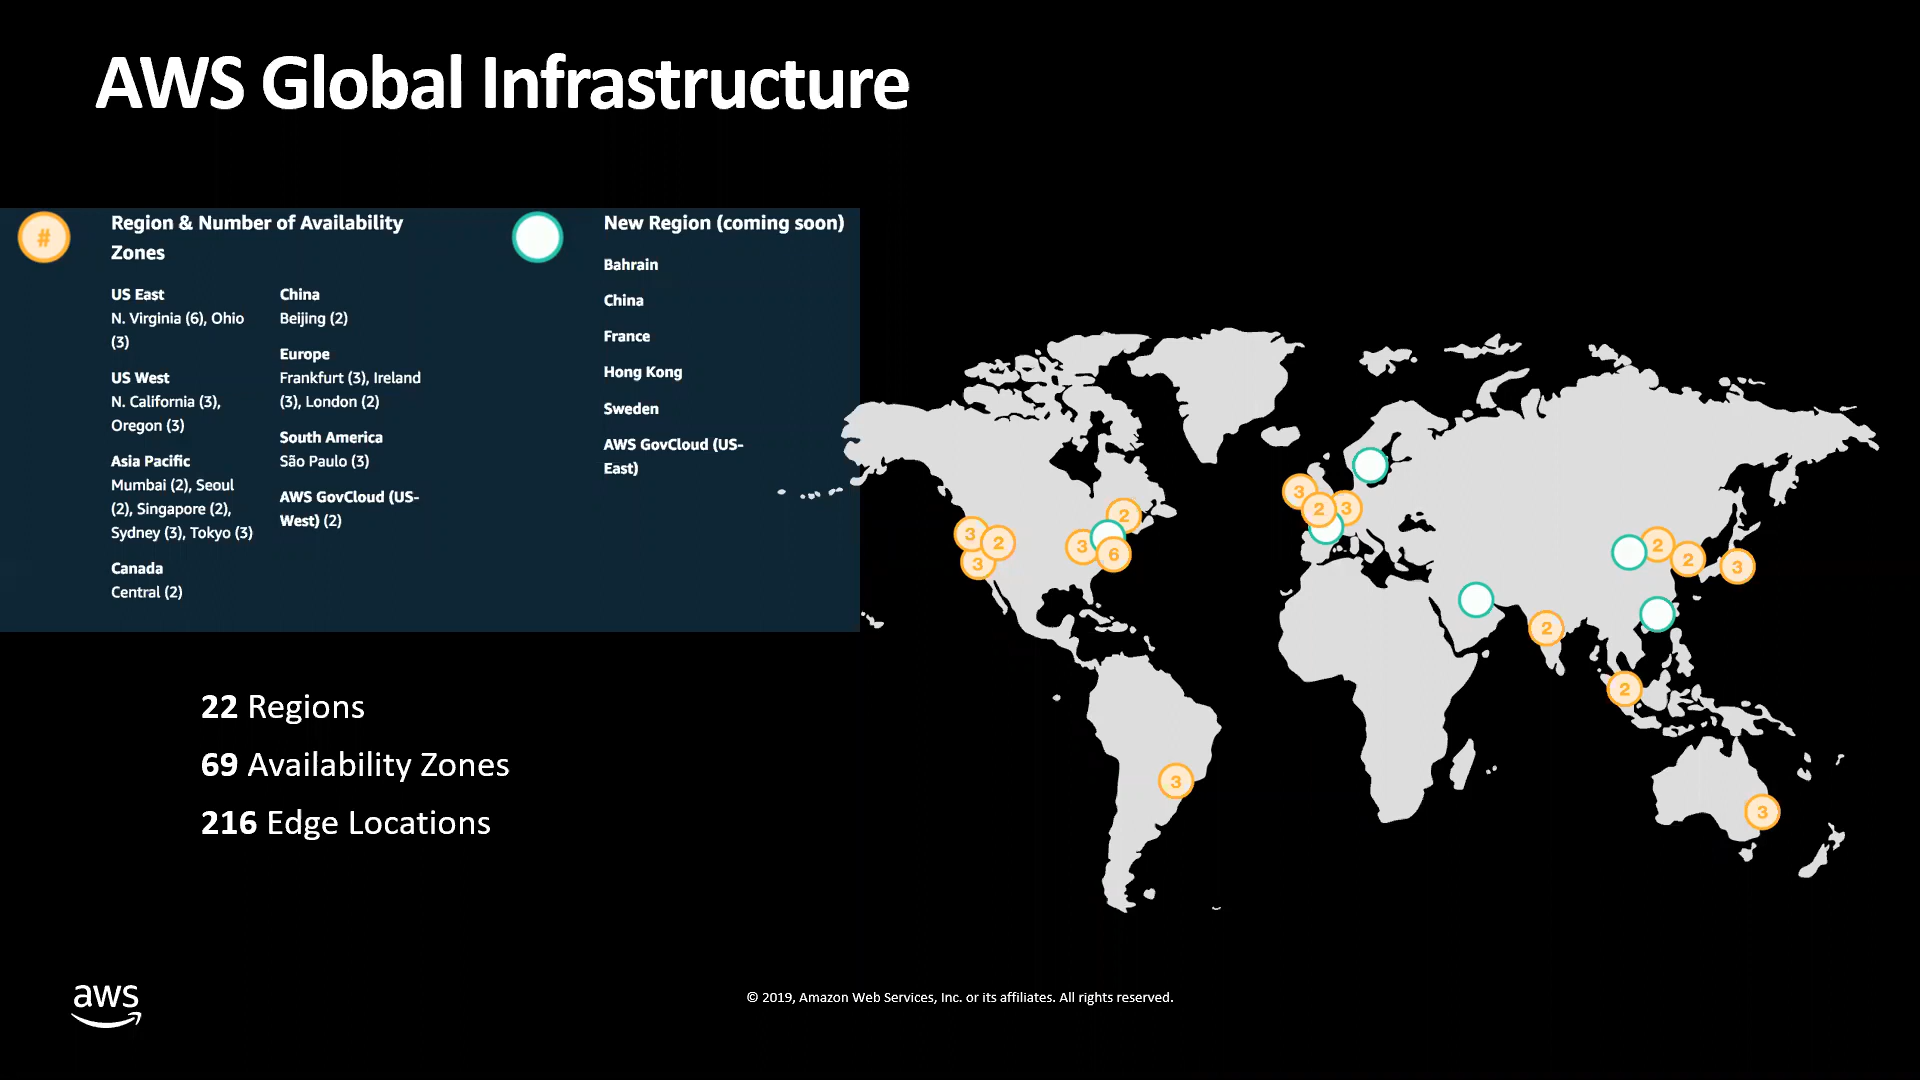 AWS Global Infrastructure
#
Region & Number of Availability
Zones
US East
N. Virginia (6), Ohio
(3)
US West
N. California (3),
Oregon (3)
Asia Pacific
Mumbai (2), Seoul
(2), Singapore (2),
Sydney (3), Tokyo (3)
Canada
Central (2)
China
Beijing (2)
Europe
Frankfurt (3), Ireland
(3), London (2)
South America
São Paulo (3)
AWS GovCloud (US-
West) (2)
New Region (coming soon)
Bahrain
China
France
Hong Kong
Sweden
AWS GovCloud (US-
East)
3
2
3
2
3
6
3
3
2
3
2
2
3
2
2
3
22 Regions
69 Availability Zones
216 Edge Locations
aws
© 2019, Amazon Web Services, Inc. or its affiliates. All rights reserved.